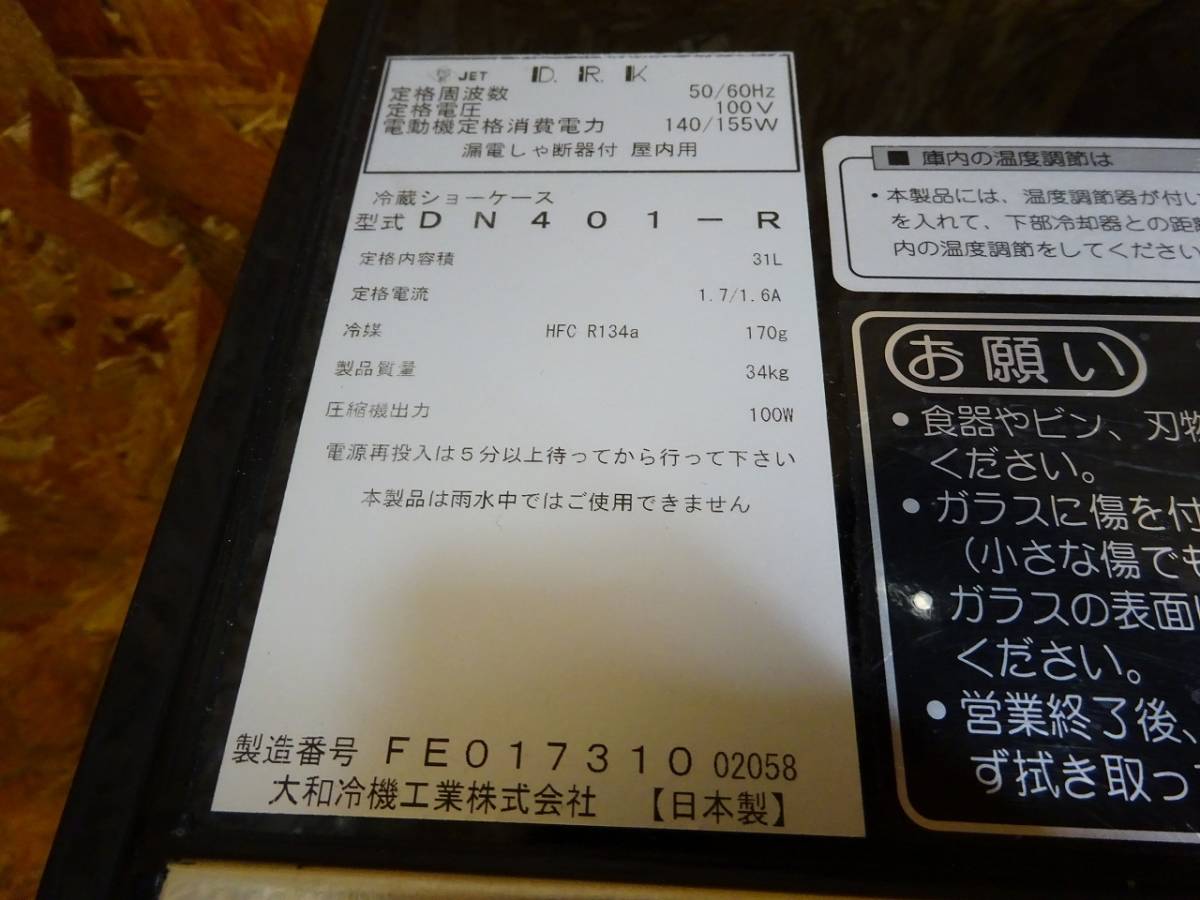 JET D.R.K
定格周波数 50/60Hz
定格電圧 100V
電動機定格消費電力 140/155W
漏電しゃ断器付 屋内用
冷蔵ショーケース
型式 DN401-R
定格内容積 31L
定格電流 1.7/1.6A
冷媒 HFC R134a 170g
製品質量 34kg
圧縮機出力 100W
電源再投入は5分以上待ってから行って下さい
本製品は雨水中ではご使用できません
製造番号 FE017310 02058
大和冷機工業株式会社 【日本製】
■ 庫内の温度調節は
・本製品には、温度調節器が付い
を入れて、下部冷却器との距
内の温度調節をしてください
お願い
・食器やビン、刃物
ください。
・ガラスに傷を付
（小さな傷でも
・ガラスの表面
ください。
・営業終了後、
ず拭き取っ